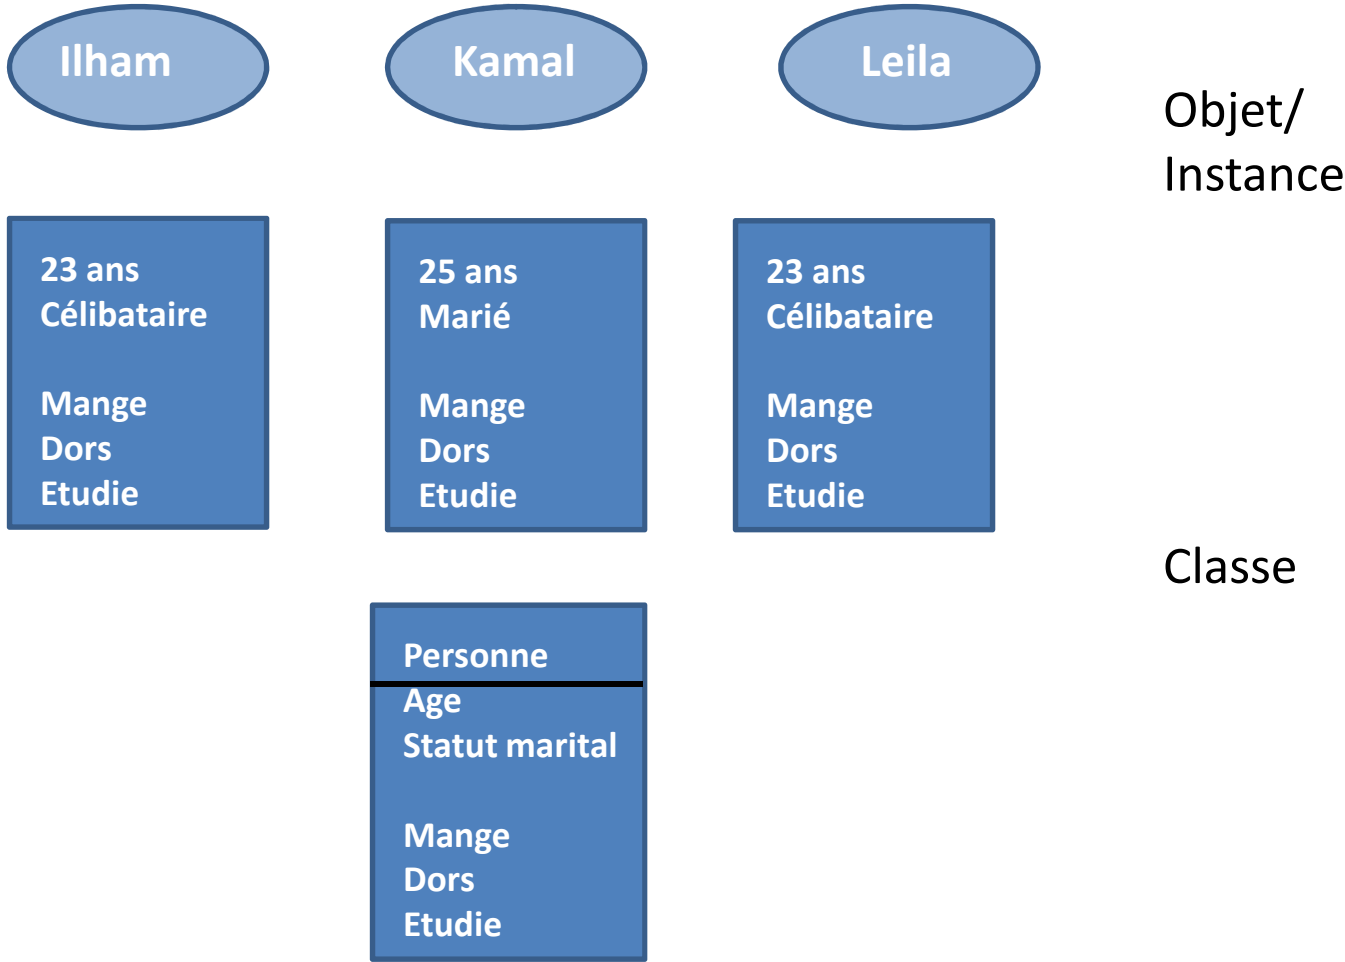 Ilham
Kamal
Leila
Objet/
Instance
23 ans
Célibataire
Mange
Dors
Etudie
25 ans
Marié
Mange
Dors
Etudie
23 ans
Célibataire
Mange
Dors
Etudie
Classe
Personne
Age
Statut marital
Mange
Dors
Etudie